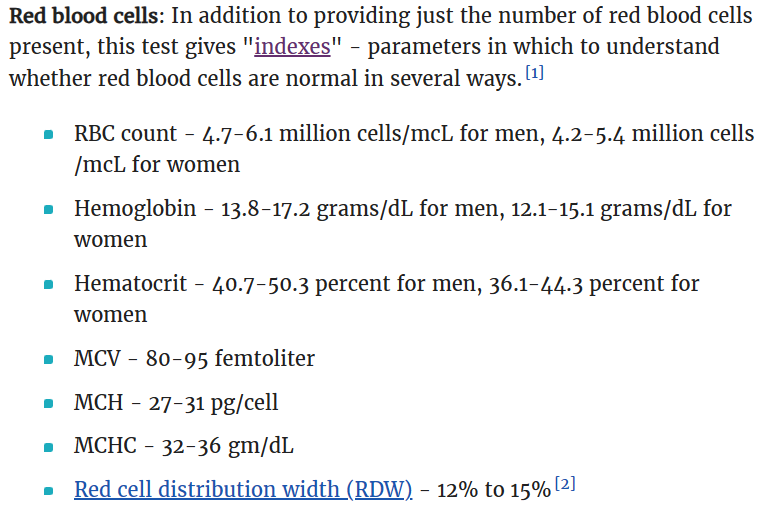 Red blood cells: In addition to providing just the number of red blood cells
present, this test gives "indexes" - parameters in which to understand
whether red blood cells are normal in several ways.[1]
RBC count - 4.7-6.1 million cells/mcL for men, 4.2-5.4 million cells
/mcL for women
Hemoglobin - 13.8-17.2 grams/dL for men, 12.1-15.1 grams/dL for
women
Hematocrit - 40.7-50.3 percent for men, 36.1-44.3 percent for
women
MCV - 80-95 femtoliter
MCH - 27-31 pg/cell
MCHC - 32-36 gm/dL
Red cell distribution width (RDW) - 12% to 15%[2]